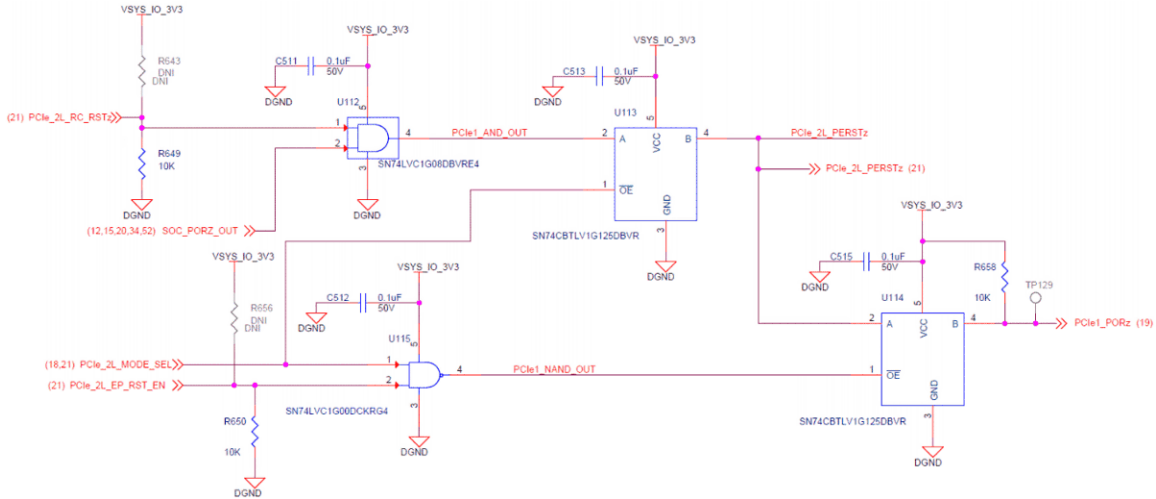 VSYS_IO_3V3
R643
DNI
DNI
(21) PCIe_2L_RC_RSTz
R649
10K
DGND
VSYS_IO_3V3
C511
0.1uF
50V
DGND
U112
5
1
2
4
3
SN74LVC1G08DBVRE4
DGND
(12,15,20,34,52) SOC_PORZ_OUT
PCIe1_AND_OUT
VSYS_IO_3V3
C513
0.1uF
50V
DGND
U113
5
2
A
VCC
B
4
1
OE
GND
3
SN74CBTLV1G125DBVR
DGND
PCIe_2L_PERSTz
PCIe_2L_PERSTz (21)
VSYS_IO_3V3
R656
DNI
DNI
VSYS_IO_3V3
C512
0.1uF
50V
DGND
U115
5
(18,21) PCIe_2L_MODE_SEL
1
(21) PCIe_2L_EP_RST_EN
2
4
3
PCIe1_NAND_OUT
SN74LVC1G00DCKRG4
R650
10K
DGND
DGND
VSYS_IO_3V3
C515
0.1uF
50V
DGND
R658
10K
TP129
U114
5
2
A
VCC
B
4
PCIe1_PORz (19)
1
OE
GND
3
SN74CBTLV1G125DBVR
DGND